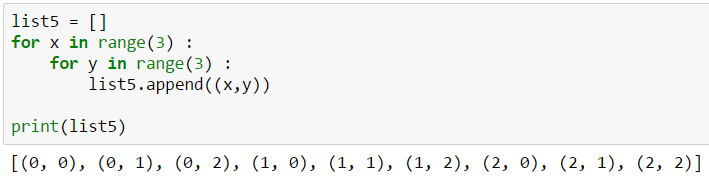 list5 = []
for x in range(3) :
    for y in range(3) :
        list5.append((x,y))

print(list5)
[(0, 0), (0, 1), (0, 2), (1, 0), (1, 1), (1, 2), (2, 0), (2, 1), (2, 2)]